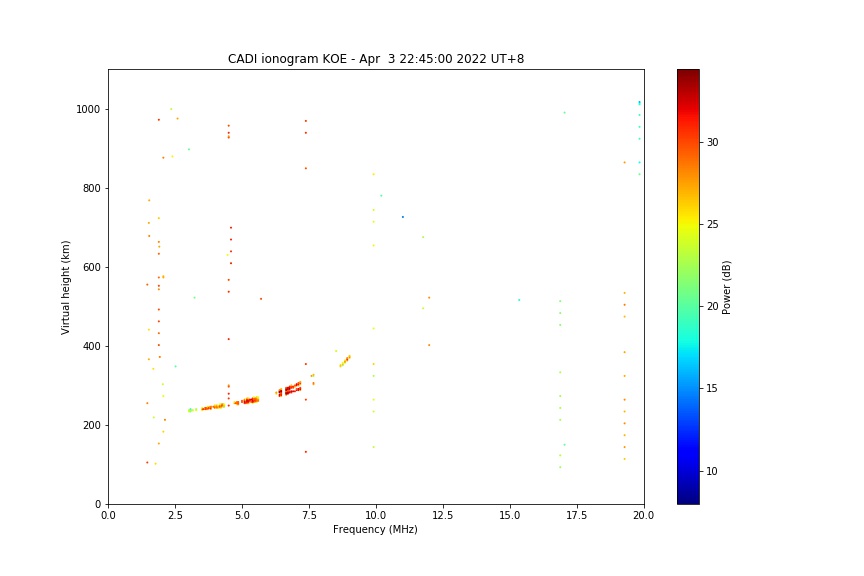 CADI ionogram KOE - Apr  3 22:45:00 2022 UT+8
Virtual height (km)
1000
800
600
400
200
0
0.0 2.5 5.0 7.5 10.0 12.5 15.0 17.5 20.0
Frequency (MHz)
30
25
20
15
10
Power (dB)